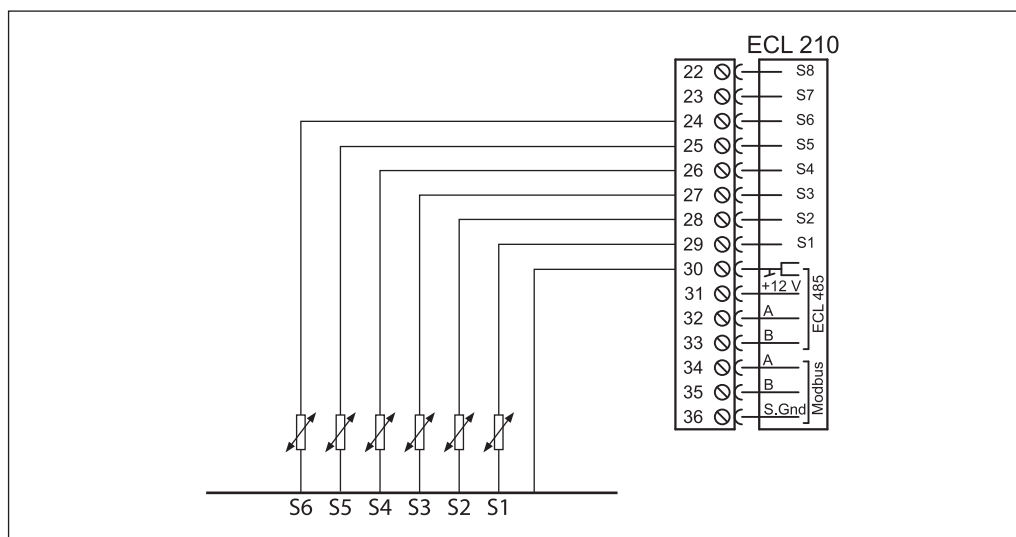 ECL 210
22 S8
23 S7
24 S6
25 S5
26 S4
27 S3
28 S2
29 S1
30
31 +12 V
32 A
33 B
ECL 485
34 A
35 B
36 S.Gnd
Modbus
S6 S5 S4 S3 S2 S1